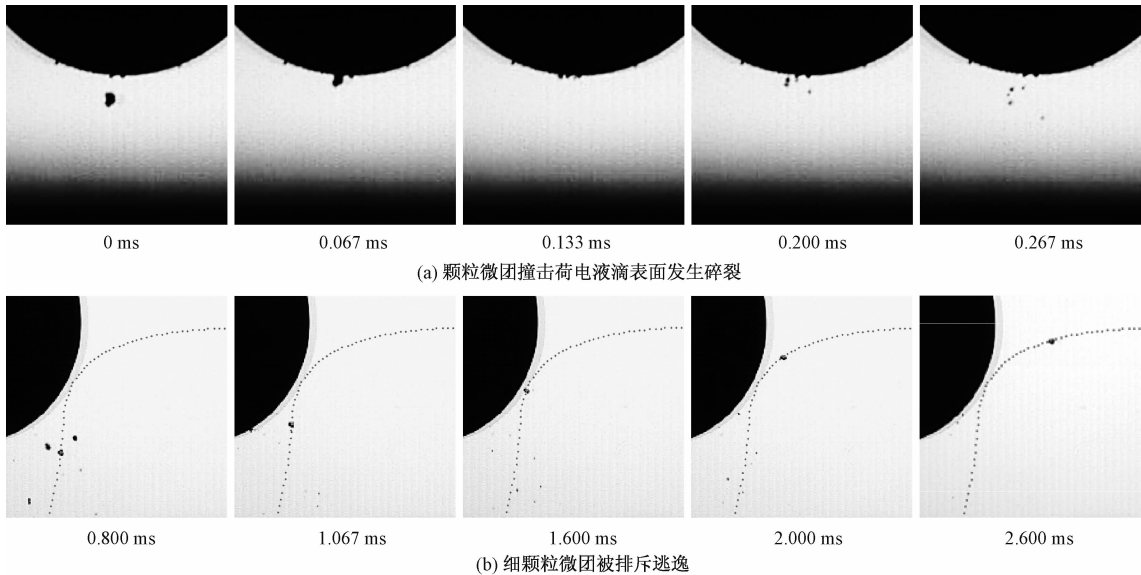 0 ms 0.067 ms 0.133 ms 0.200 ms 0.267 ms
(a) 颗粒微团撞击荷电液滴表面发生碎裂
0.800 ms 1.067 ms 1.600 ms 2.000 ms 2.600 ms
(b) 细颗粒微团被排斥逃逸